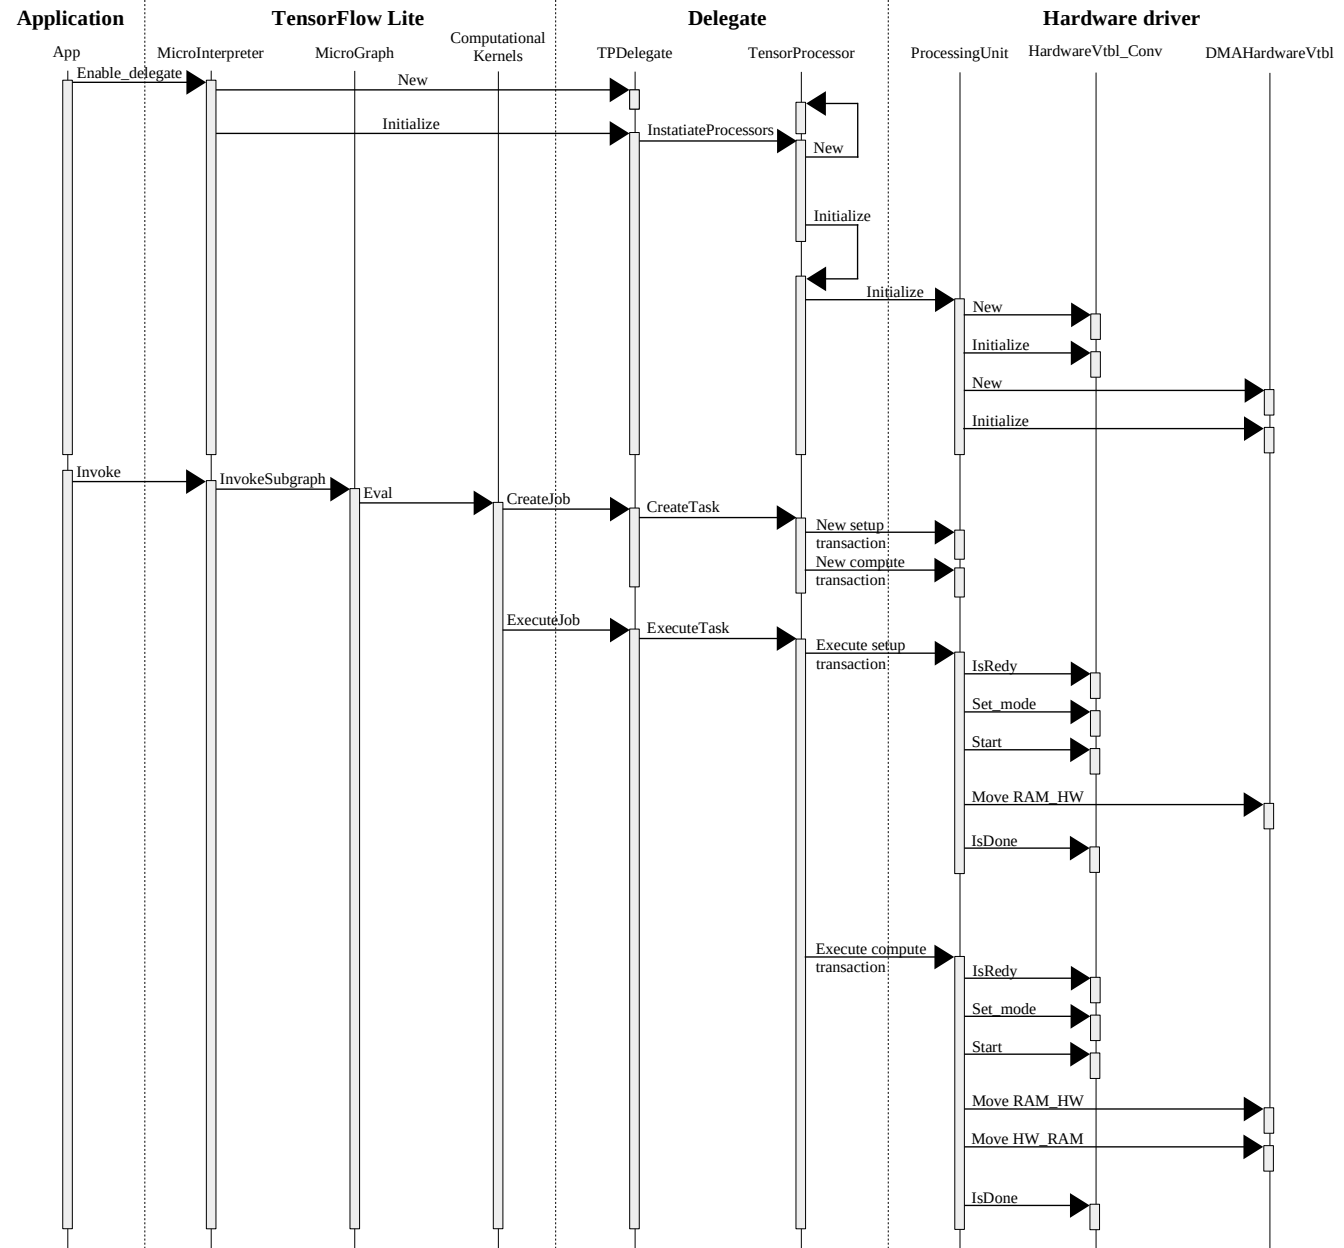 Application
TensorFlow Lite
Delegate
Hardware driver
App
MicroInterpreter
MicroGraph
Computational
Kernels
TPDelegate
TensorProcessor
ProcessingUnit
HardwareVtbl_Conv
DMAHardwareVtbl
Enable_delegate
New
Initialize
InstatiateProcessors
New
Initialize
Initialize
New
Initialize
New
Initialize
Invoke
InvokeSubgraph
Eval
CreateJob
CreateTask
New setup
transaction
New compute
transaction
ExecuteJob
ExecuteTask
Execute setup
transaction
IsRedy
Set_mode
Start
Move RAM_HW
IsDone
Execute compute
transaction
IsRedy
Set_mode
Start
Move RAM_HW
Move HW_RAM
IsDone